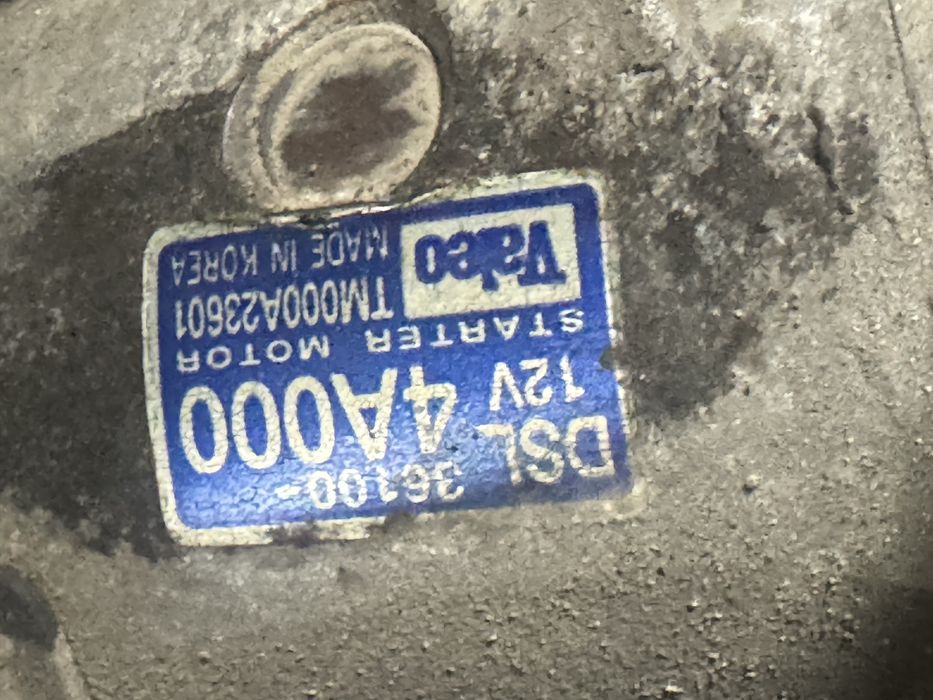 DSL 36100-
12V 4A000
STARTER MOTOR
Valeo TM000A23601
MADE IN KOREA